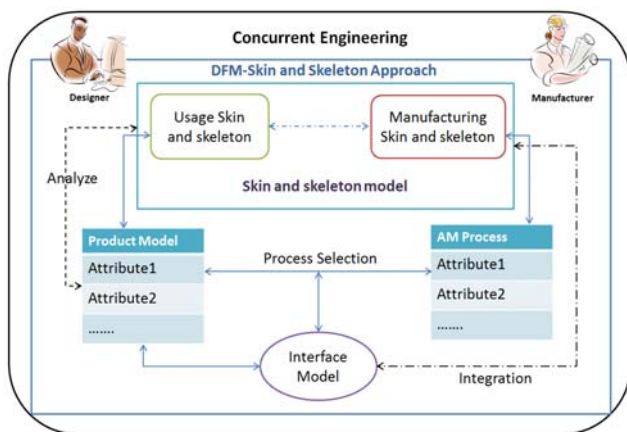 Concurrent Engineering
DFM-Skin and Skeleton Approach
Designer
Manufacturer
Usage Skin
and skeleton
Manufacturing
Skin and skeleton
Analyze
Skin and skeleton model
Product Model
Attribute1
Attribute2
.......
Process Selection
AM Process
Attribute1
Attribute2
.......
Interface
Model
Integration